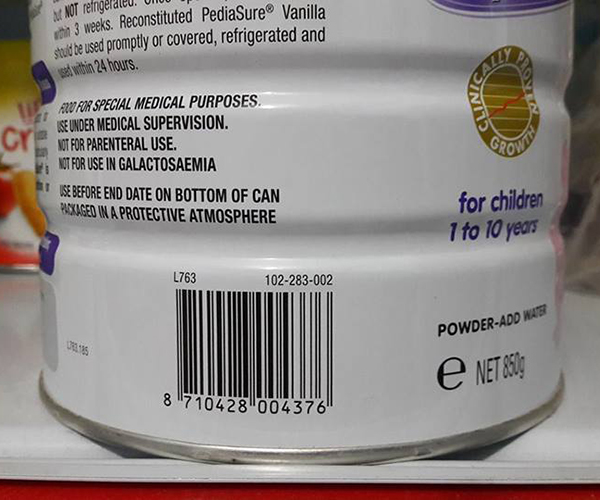 but NOT refrigerated. Once
within 3 weeks. Reconstituted PediaSure® Vanilla
should be used promptly or covered, refrigerated and
used within 24 hours.
FOOD FOR SPECIAL MEDICAL PURPOSES.
USE UNDER MEDICAL SUPERVISION.
NOT FOR PARENTERAL USE.
NOT FOR USE IN GALACTOSAEMIA
USE BEFORE END DATE ON BOTTOM OF CAN
PACKAGED IN A PROTECTIVE ATMOSPHERE
L763 102-283-002
8 710428 004376
L763.185
CLINICALLY PROVEN
GROWTH
for children
1 to 10 years
POWDER-ADD WATER
e NET 850g
cr